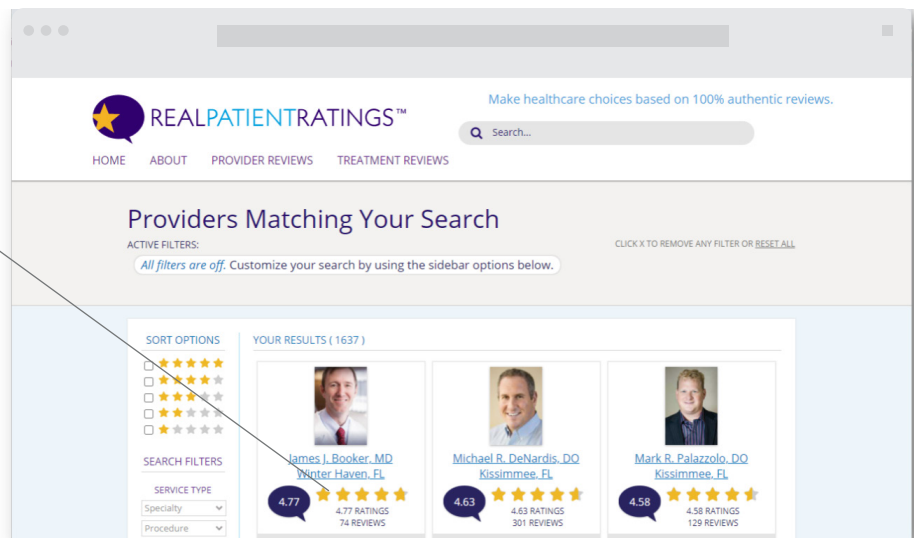 REALPATIENTRATINGS™
Make healthcare choices based on 100% authentic reviews.
Search...
HOME ABOUT PROVIDER REVIEWS TREATMENT REVIEWS
Providers Matching Your Search
ACTIVE FILTERS:
CLICK X TO REMOVE ANY FILTER OR RESET ALL
All filters are off. Customize your search by using the sidebar options below.
SORT OPTIONS
SEARCH FILTERS
SERVICE TYPE
Specialty
Procedure
YOUR RESULTS ( 1637 )
James J. Booker, MD
Winter Haven, FL
4.77
4.77 RATINGS
74 REVIEWS
Michael R. DeNardis, DO
Kissimmee, FL
4.63
4.63 RATINGS
301 REVIEWS
Mark R. Palazzolo, DO
Kissimmee, FL
4.58
4.58 RATINGS
129 REVIEWS